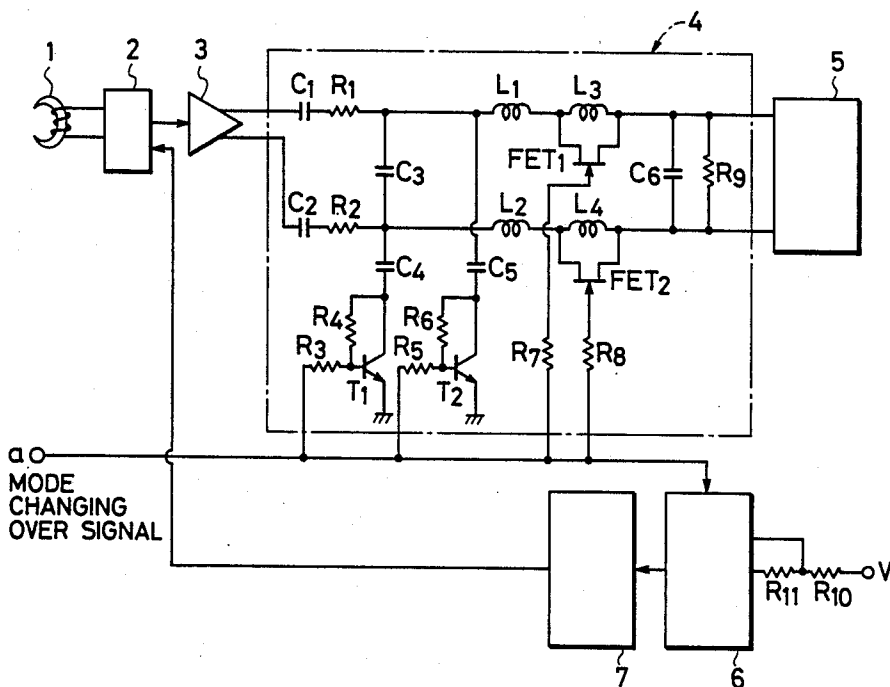 1
2
3
4
5
C1 R1
L1
L3
FET1
C3
C6
R9
C2 R2
L2
L4
C4
C5
FET2
R4
R6
R3
R5
R7
R8
T1
T2
a
MODE
CHANGING
OVER SIGNAL
V
R11 R10
7
6